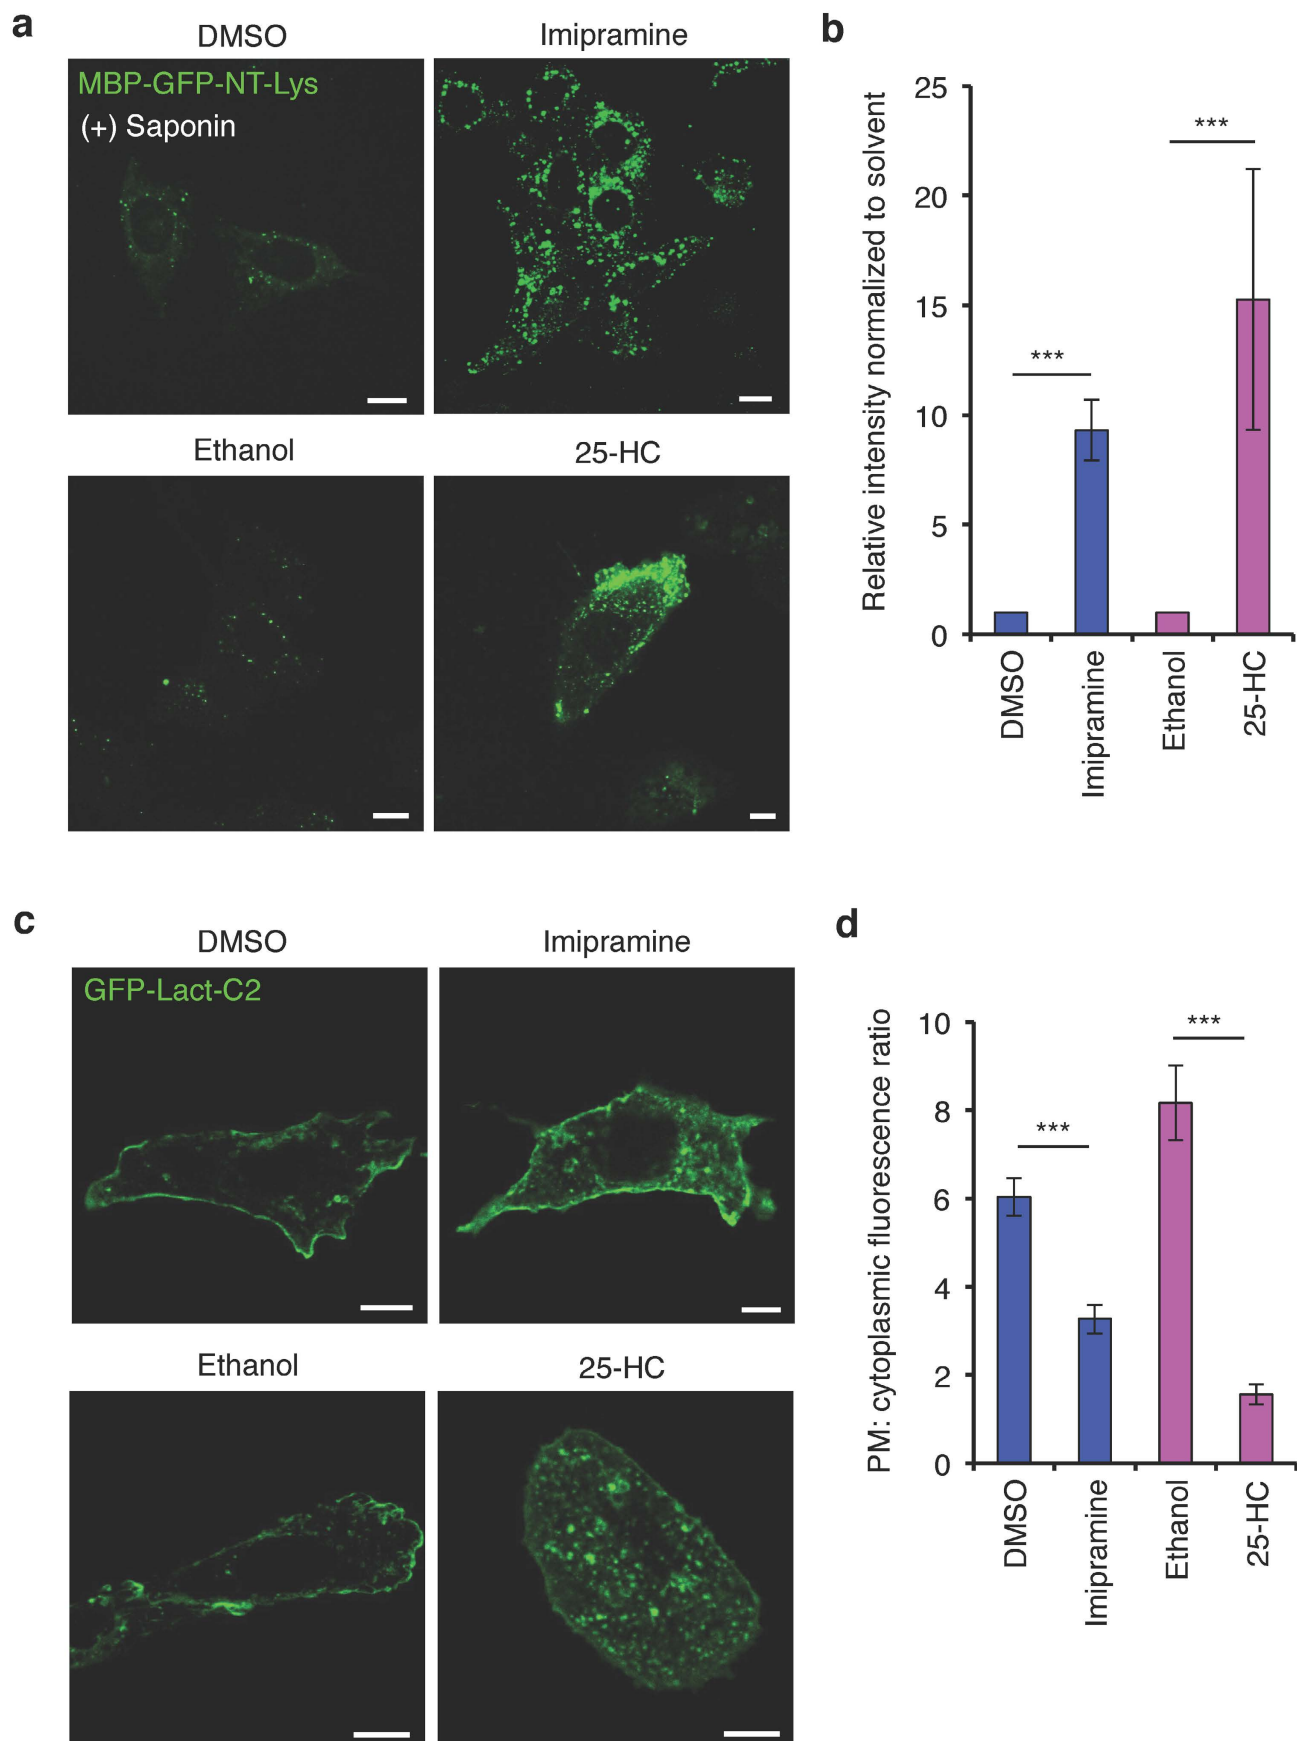 a
DMSO
Imipramine
MBP-GFP-NT-Lys
(+) Saponin
Ethanol
25-HC
b
Relative intensity normalized to solvent
25
20
15
10
5
0
***
***
DMSO
Imipramine
Ethanol
25-HC
c
DMSO
Imipramine
GFP-Lact-C2
Ethanol
25-HC
d
PM: cytoplasmic fluorescence ratio
10
8
6
4
2
0
***
***
DMSO
Imipramine
Ethanol
25-HC